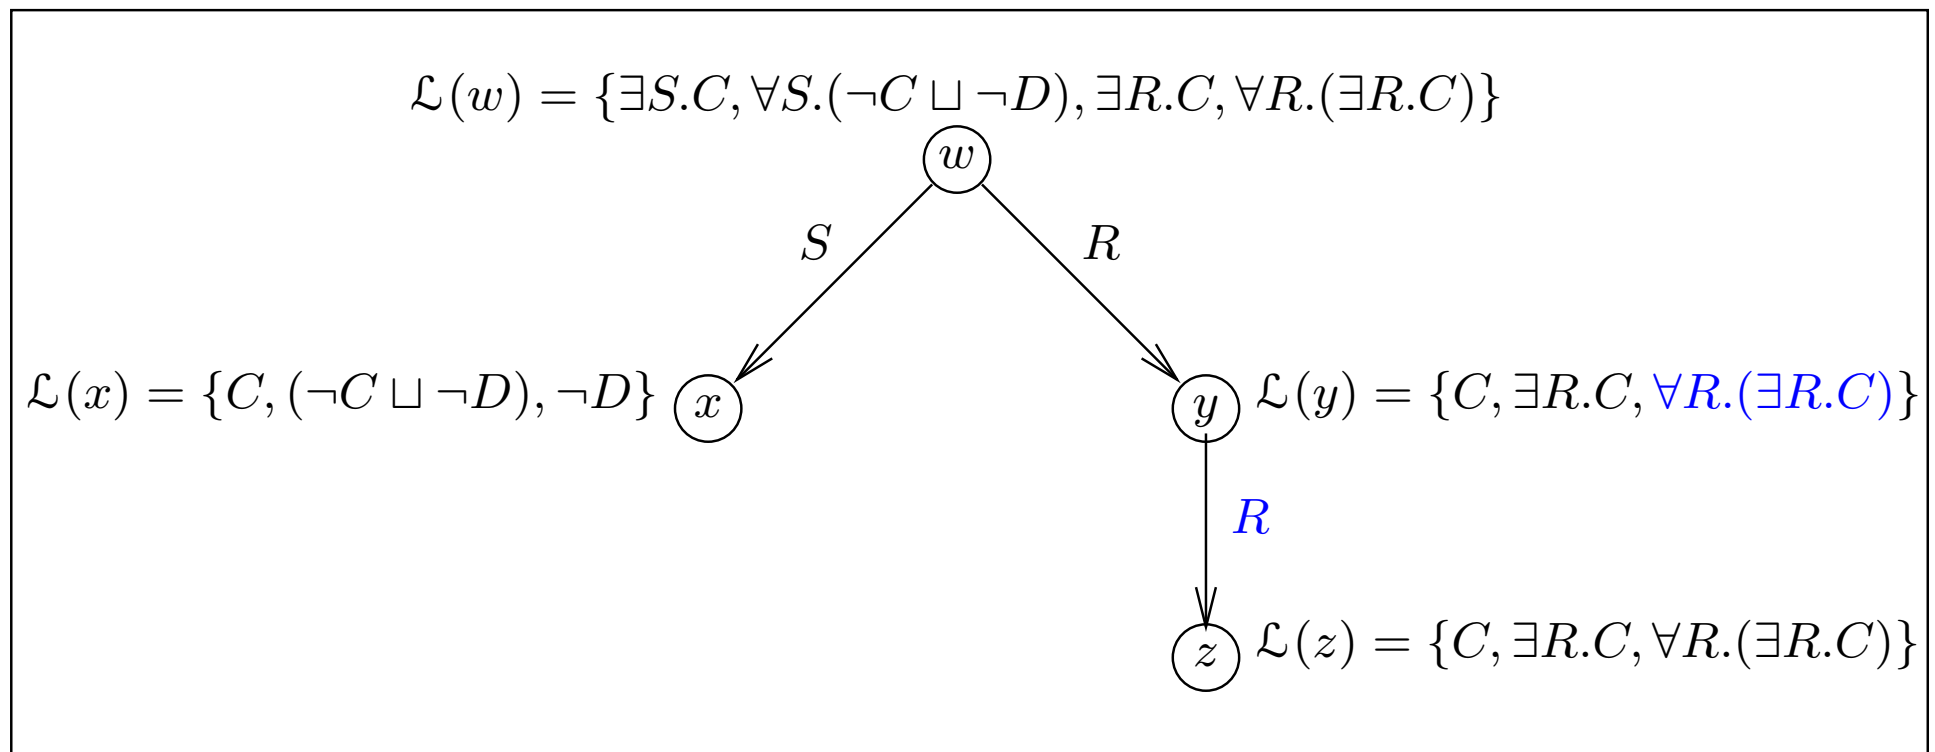 ℒ(w) = {∃S.C, ∀S.(¬C ⊔ ¬D), ∃R.C, ∀R.(∃R.C)}
w
S R
ℒ(x) = {C, (¬C ⊔ ¬D), ¬D} x y ℒ(y) = {C, ∃R.C, ∀R.(∃R.C)}
R
z ℒ(z) = {C, ∃R.C, ∀R.(∃R.C)}